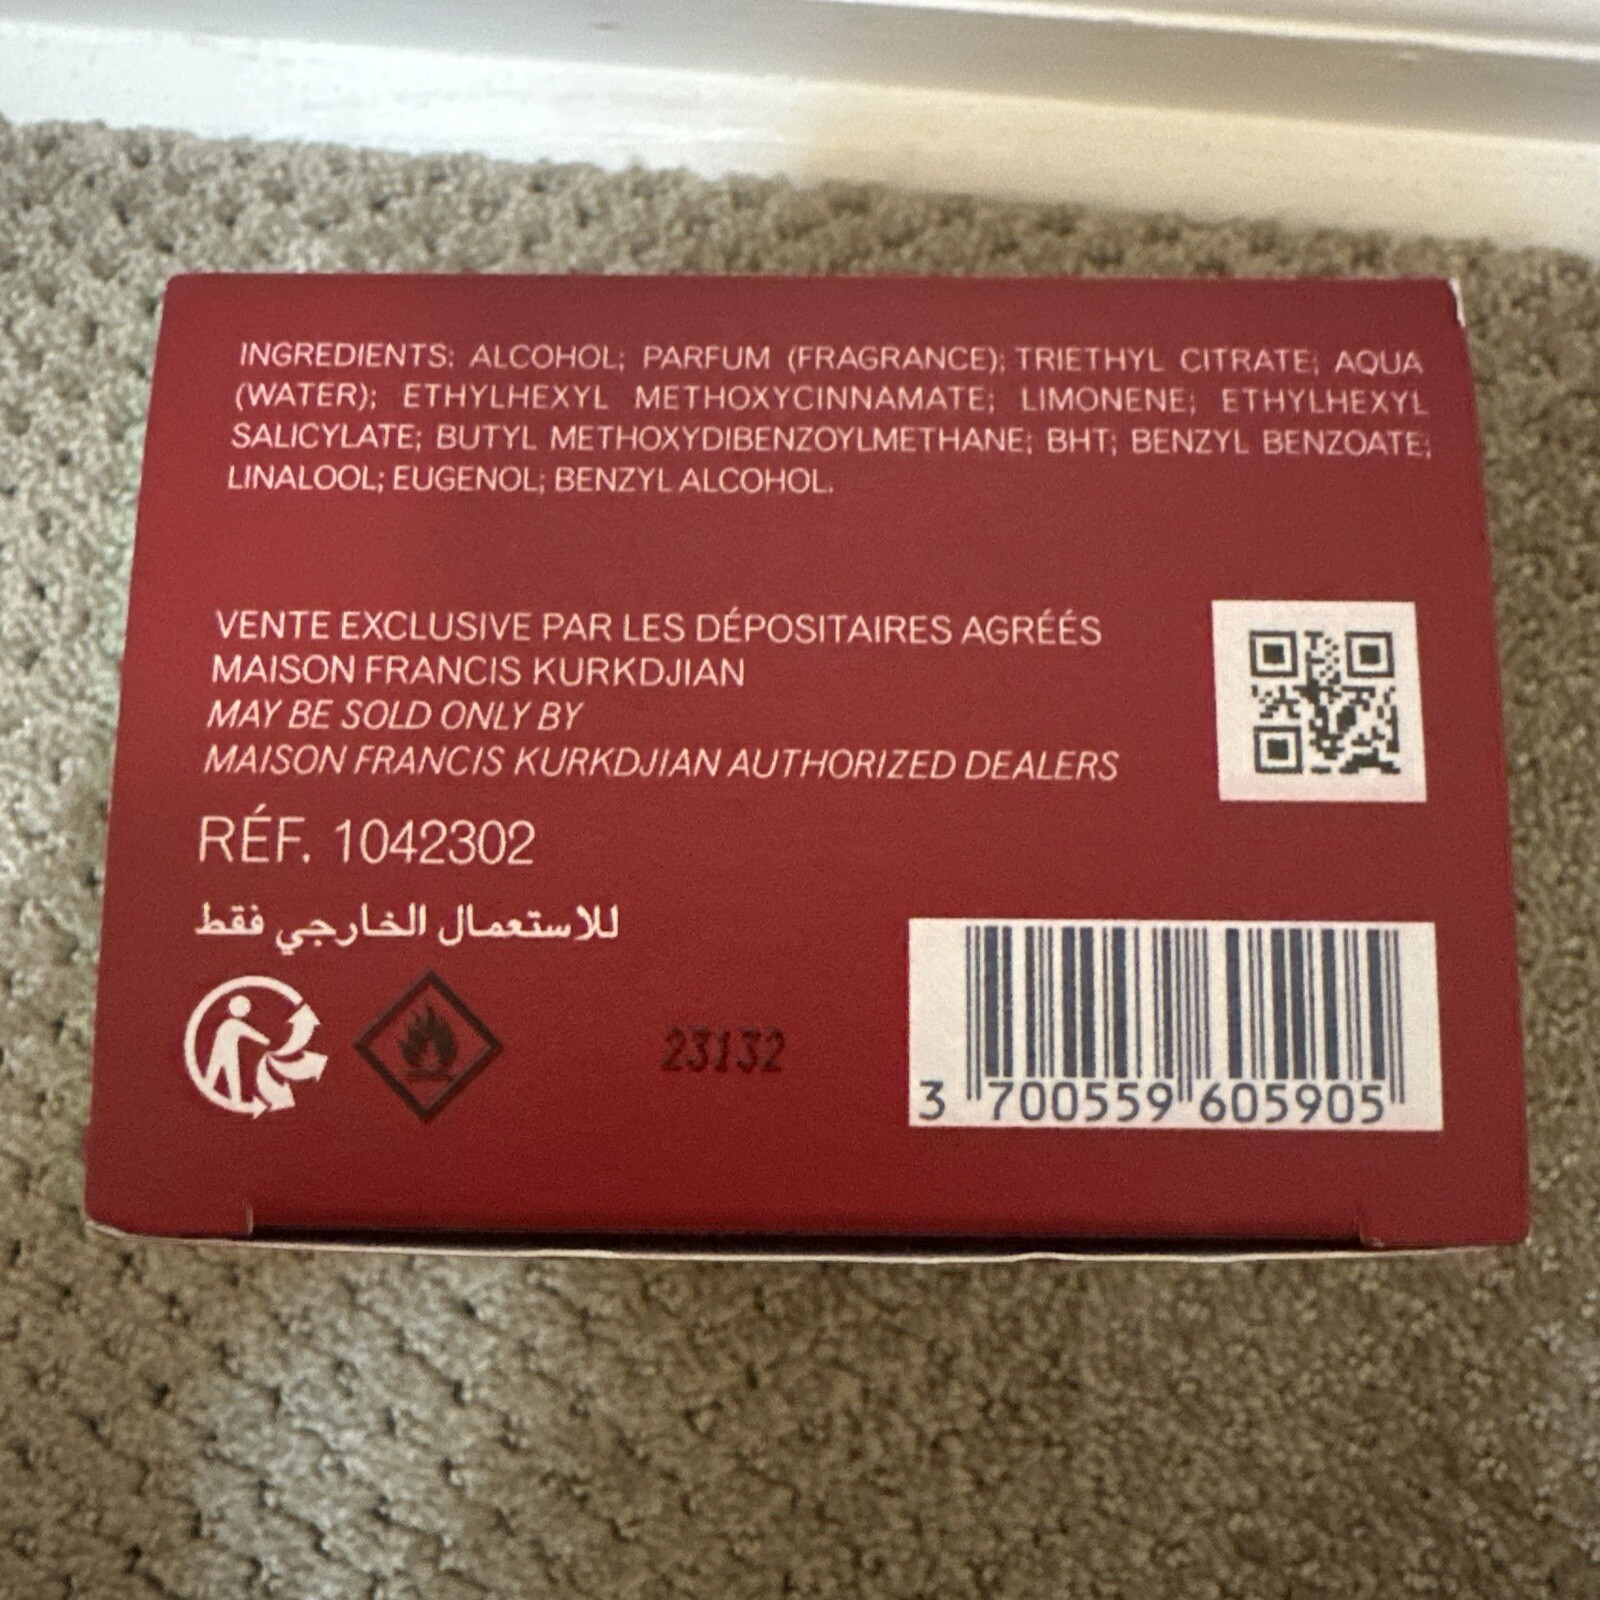 INGREDIENTS: ALCOHOL; PARFUM (FRAGRANCE); TRIETHYL CITRATE; AQUA
(WATER); ETHYLHEXYL METHOXYCINNAMATE; LIMONENE; ETHYLHEXYL
SALICYLATE; BUTYL METHOXYDIBENZOYLMETHANE; BHT; BENZYL BENZOATE;
LINALOOL; EUGENOL; BENZYL ALCOHOL.
VENTE EXCLUSIVE PAR LES DÉPOSITAIRES AGRÉÉS
MAISON FRANCIS KURKDJIAN
MAY BE SOLD ONLY BY
MAISON FRANCIS KURKDJIAN AUTHORIZED DEALERS
RÉF. 1042302
للاستعمال الخارجي فقط
23132
3 700559 605905